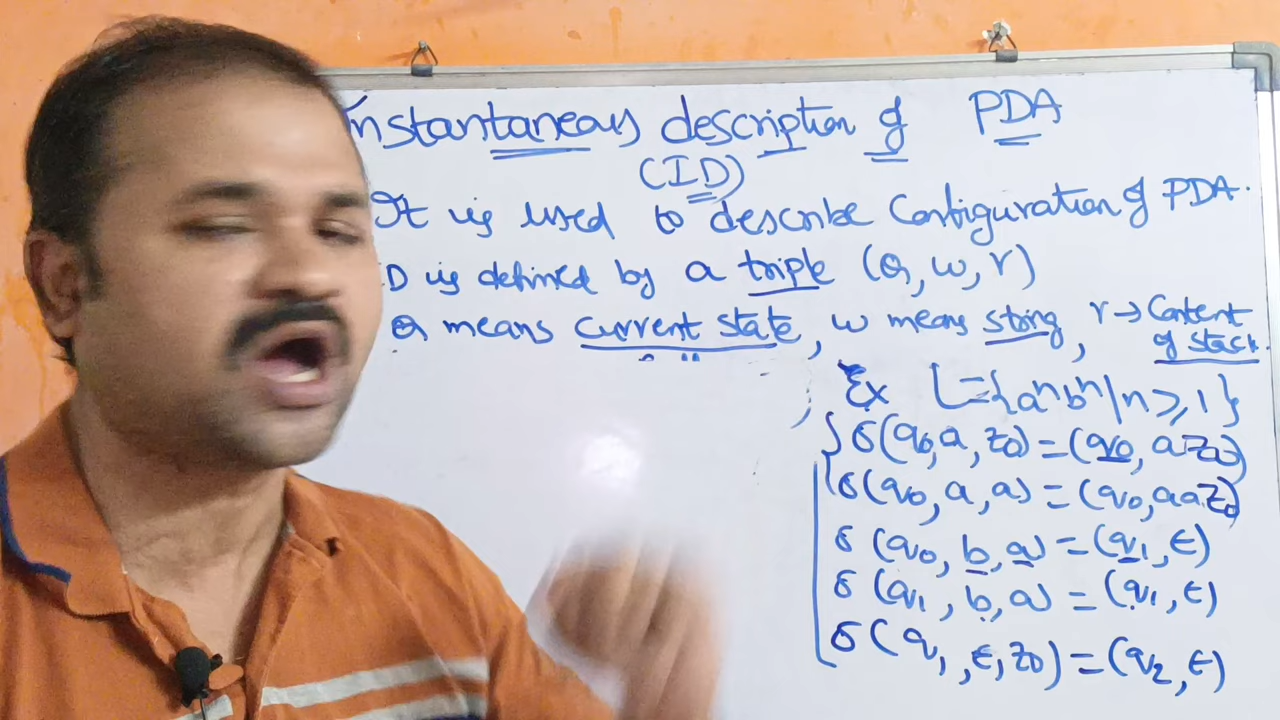 Instantaneous description of PDA
(ID)
It is used to describe Configuration of PDA.
ID is defined by a triple (q, w, r)
q means current state, w means string, r → Content of stack.
Ex L={aⁿbⁿ|n≥1}
δ(q0,a,z0)=(q0,az0)
δ(q0,a,a)=(q0,aaz0)
δ(q0,b,a)=(q1,ε)
δ(q1,b,a)=(q1,ε)
δ(q1,ε,z0)=(q2,ε)